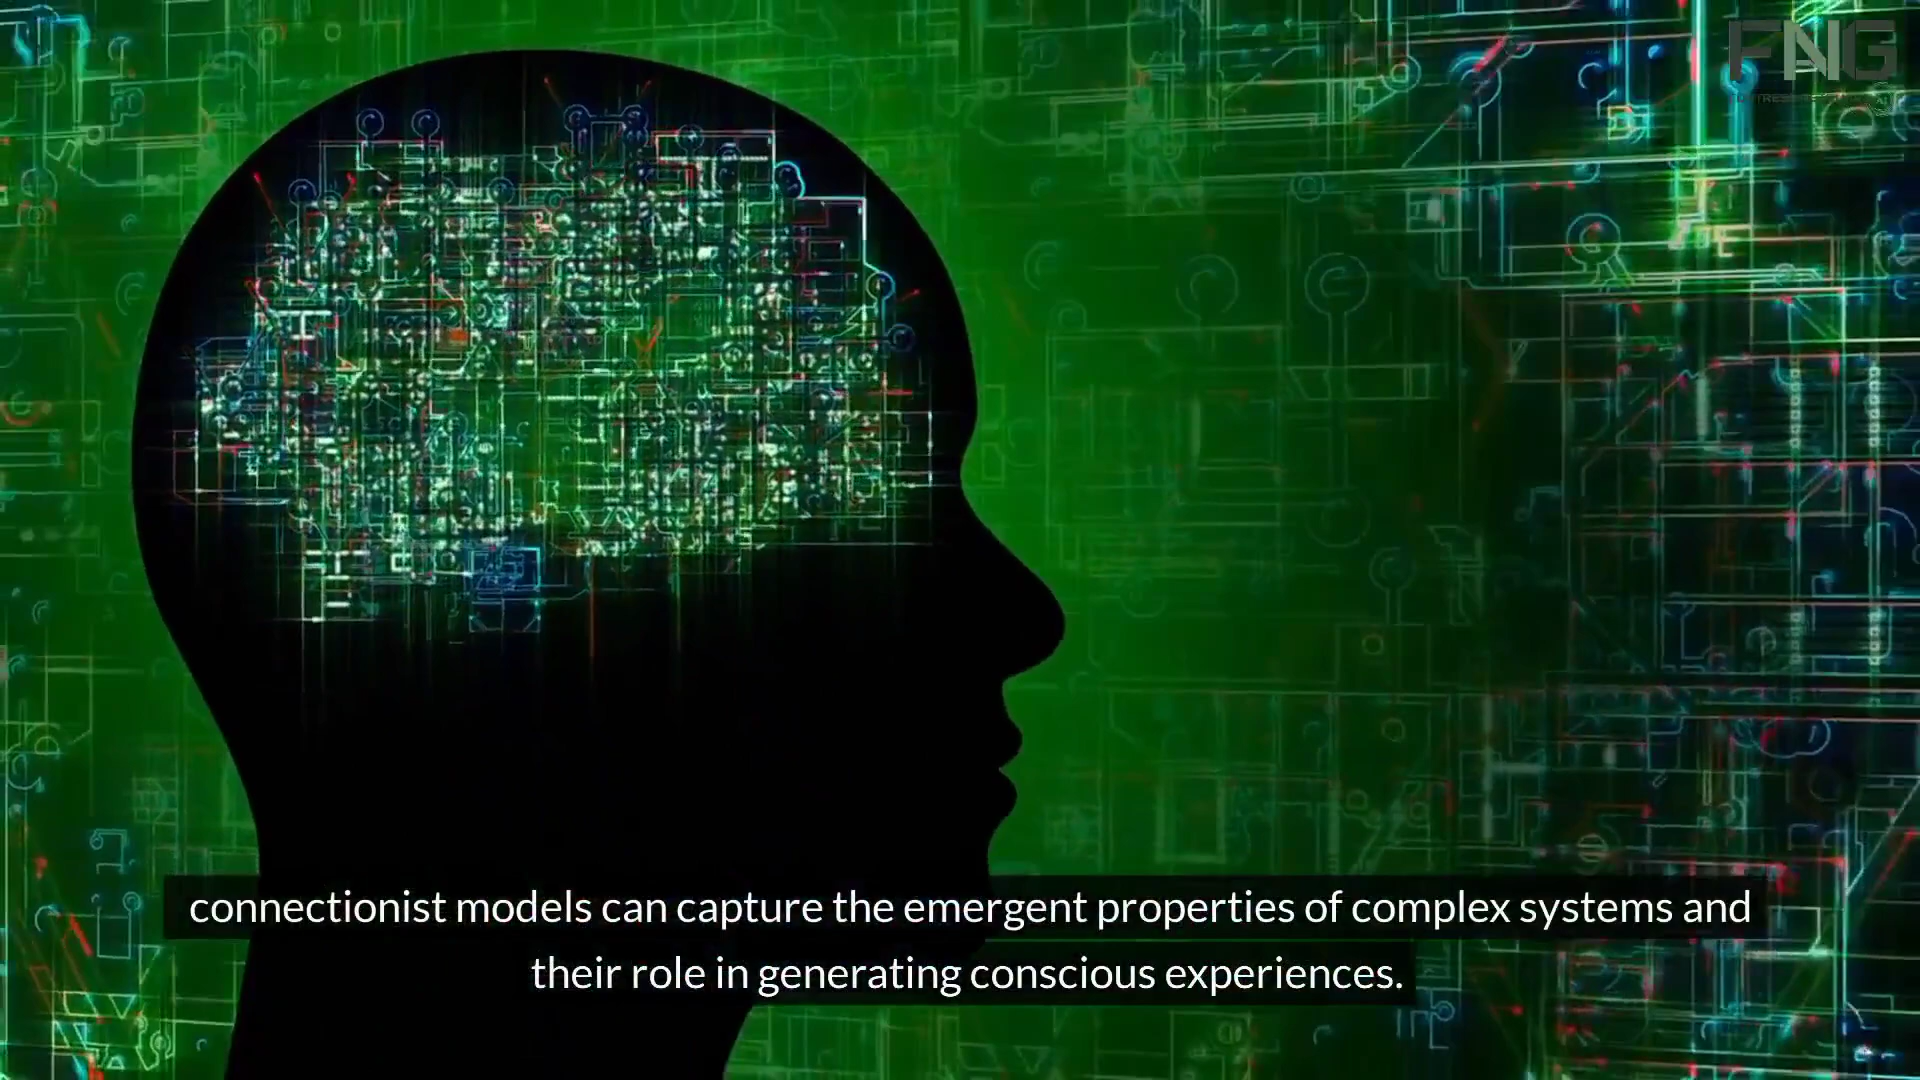 FNG
connectionist models can capture the emergent properties of complex systems and
their role in generating conscious experiences.